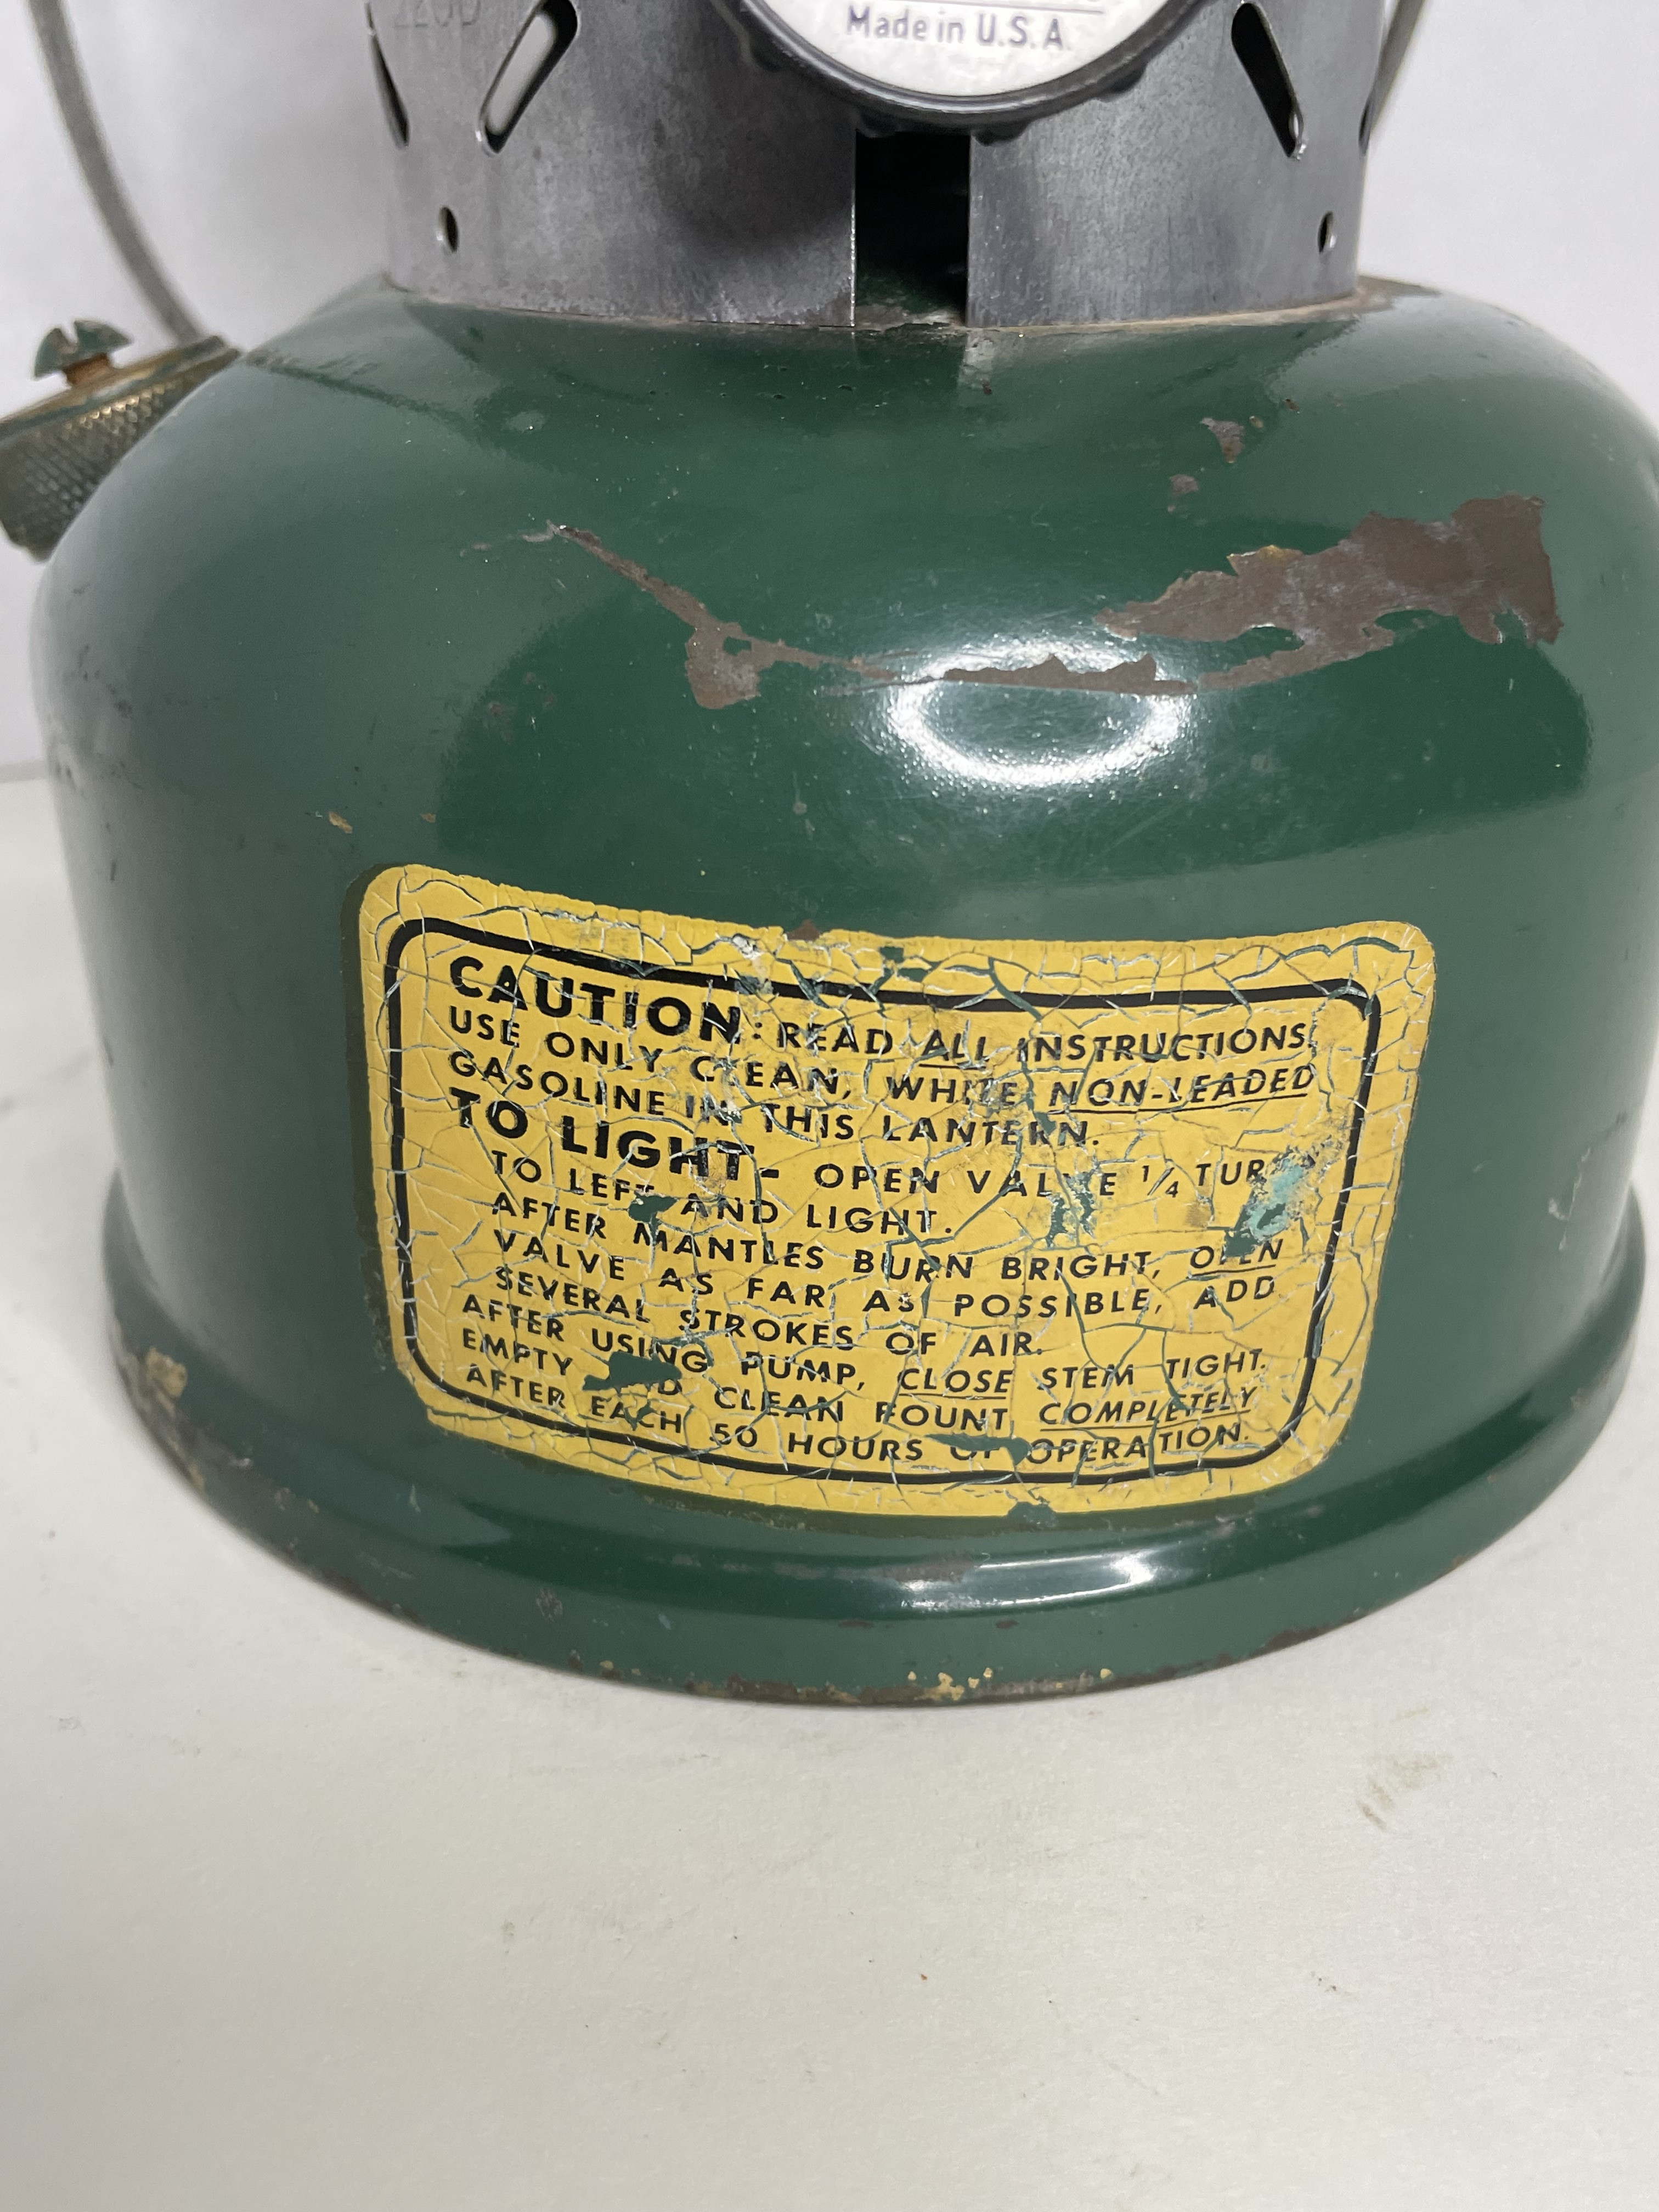 Made in U.S.A.
CAUTION: READ ALL INSTRUCTIONS
USE ONLY CLEAN, WHITE NON-LEADED
GASOLINE IN THIS LANTERN.
TO LIGHT- OPEN VALVE 1/4 TURN
TO LEFT AND LIGHT.
AFTER MANTLES BURN BRIGHT, OPEN
VALVE AS FAR AS POSSIBLE, ADD
SEVERAL STROKES OF AIR.
AFTER USING PUMP, CLOSE STEM TIGHT.
EMPTY AND CLEAN FOUNT COMPLETELY
AFTER EACH 50 HOURS OF OPERATION.